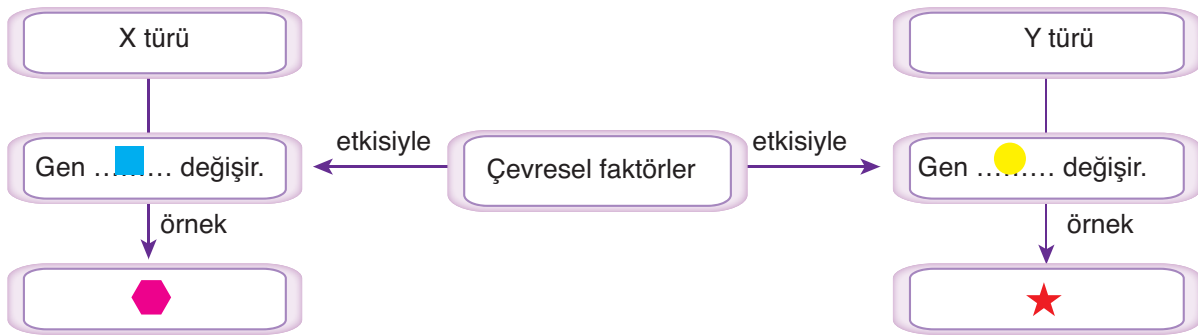 X türü
Y türü
Gen ......... değişir.
etkisiyle
Çevresel faktörler
etkisiyle
Gen ......... değişir.
örnek
örnek